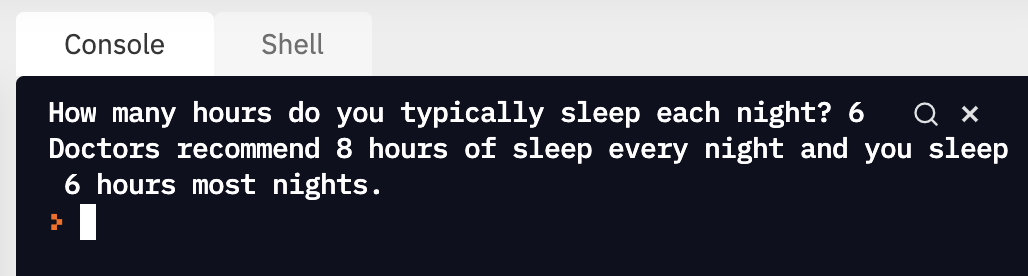 Console
Shell
How many hours do you typically sleep each night? 6
Doctors recommend 8 hours of sleep every night and you sleep
6 hours most nights.